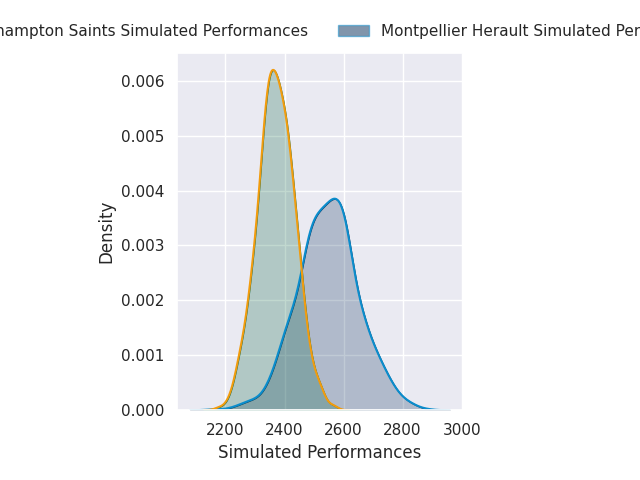 hampton Saints Simulated Performances
Montpellier Herault Simulated Per
0.006
0.005
0.004
0.003
0.002
0.001
0.000
Density
2200 2400 2600 2800 3000
Simulated Performances